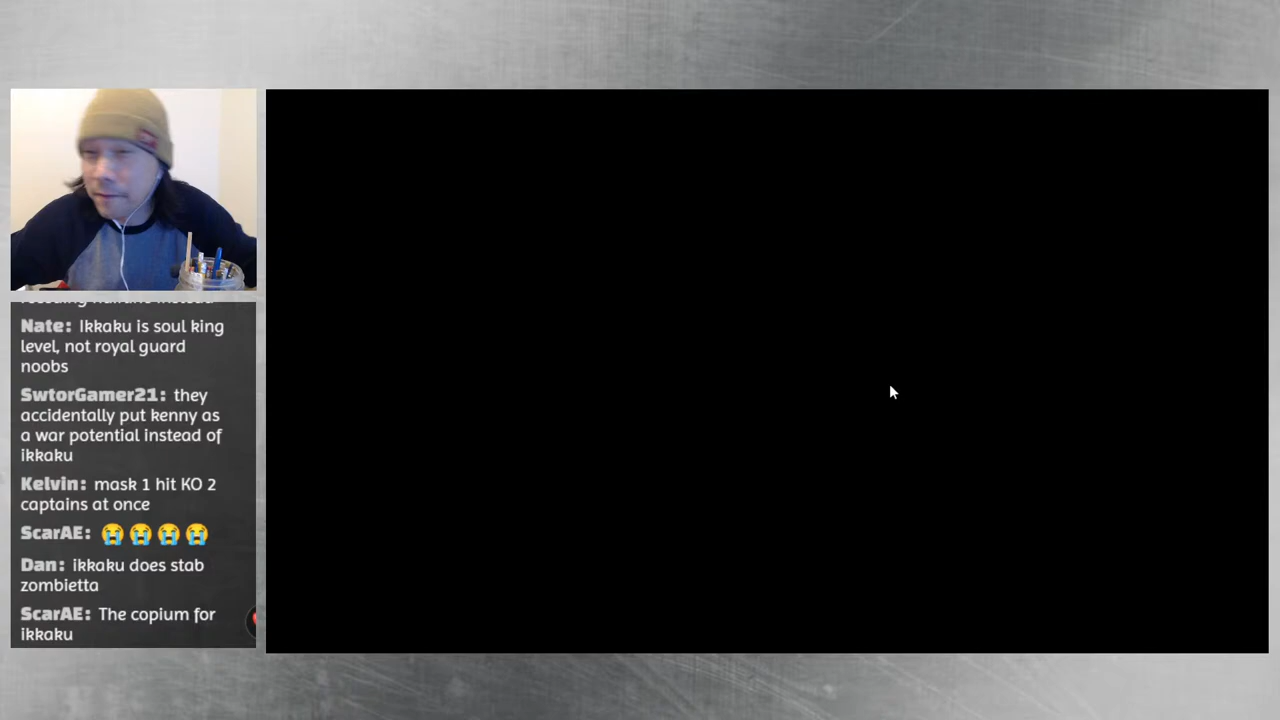 Nate: Ikkaku is soul king
level, not royal guard
noobs
SwtorGamer21: they
accidentally put kenny as
a war potential instead of
ikkaku
Kelvin: mask 1 hit KO 2
captains at once
ScarAE: 😭😭😭😭
Dan: ikkaku does stab
zombietta
ScarAE: The copium for
ikkaku